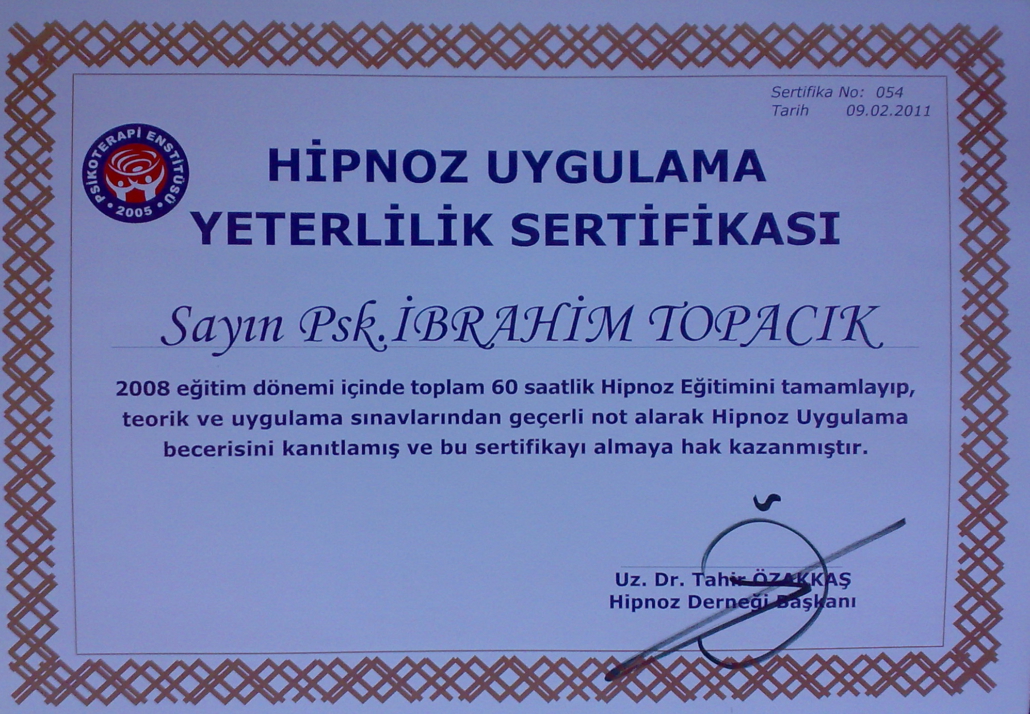 Sertifika No: 054
Tarih 09.02.2011
PSİKOTERAPİ ENSTİTÜSÜ
• 2005 •
HİPNOZ UYGULAMA
YETERLİLİK SERTİFİKASI
Sayın Psk.İBRAHİM TOPACIK
2008 eğitim dönemi içinde toplam 60 saatlik Hipnoz Eğitimini tamamlayıp,
teorik ve uygulama sınavlarından geçerli not alarak Hipnoz Uygulama
becerisini kanıtlamış ve bu sertifikayı almaya hak kazanmıştır.
Uz. Dr. Tahir ÖZAKKAŞ
Hipnoz Derneği Başkanı